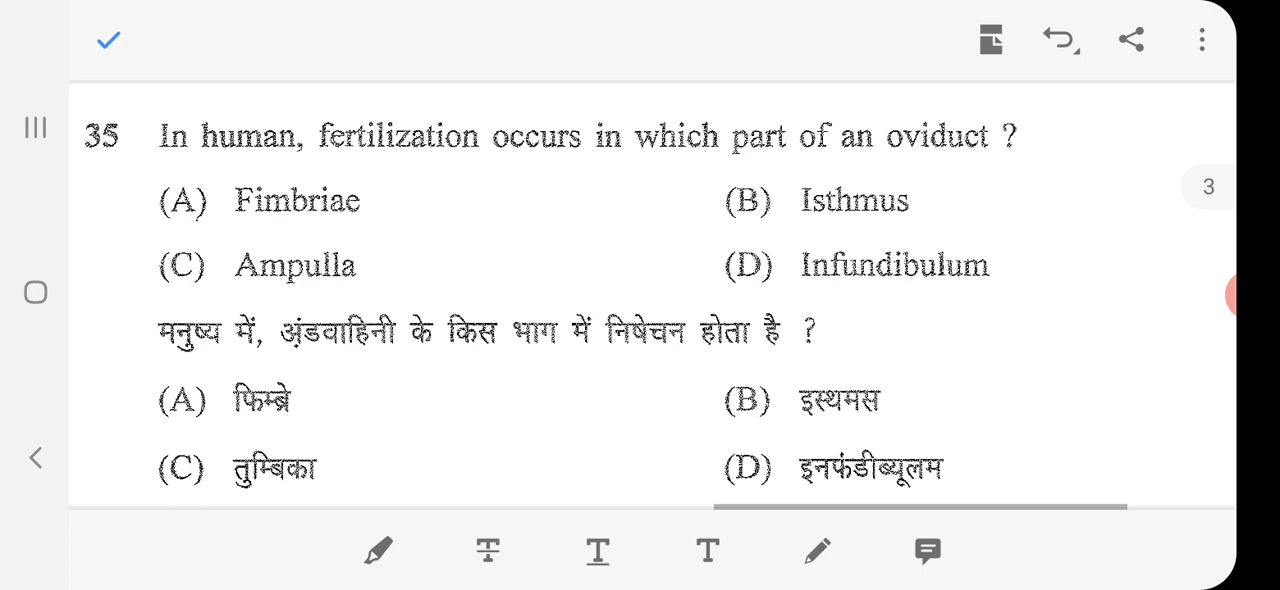 35 In human, fertilization occurs in which part of an oviduct ?
(A) Fimbriae (B) Isthmus
3
(C) Ampulla (D) Infundibulum
मनुष्य में, अंडवाहिनी के किस भाग में निषेचन होता है ?
(A) फिम्ब्रे (B) इस्थमस
(C) तुम्बिका (D) इनफंडीब्यूलम